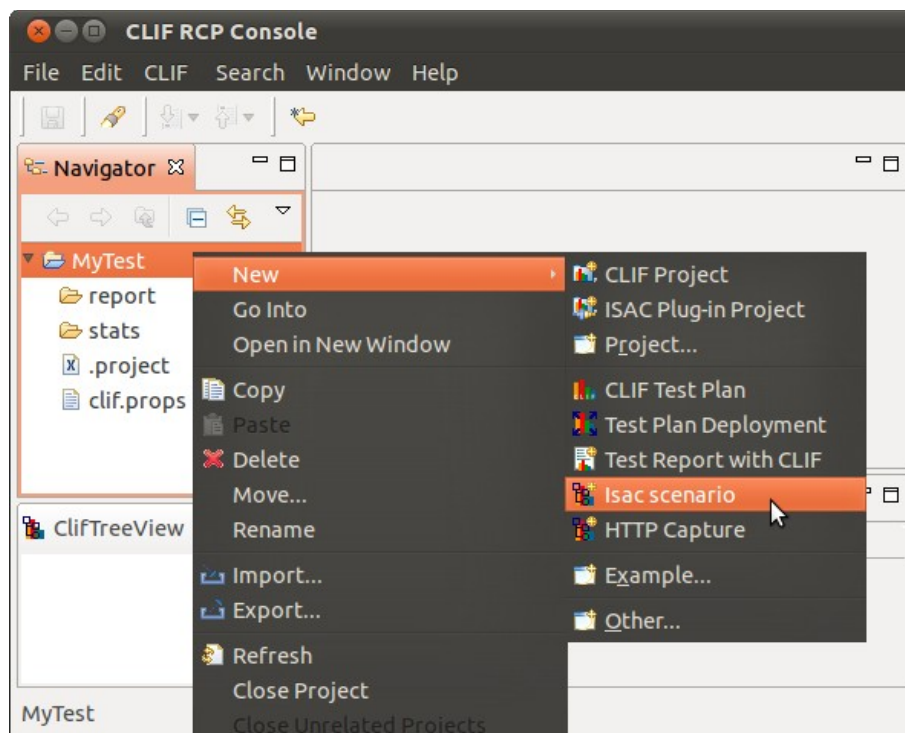 CLIF RCP Console
File Edit CLIF Search Window Help
Navigator
MyTest
report
stats
.project
clif.props
New
Go Into
Open in New Window
Copy
Paste
Delete
Move...
Rename
Import...
Export...
Refresh
Close Project
Close Unrelated Projects
CLIF Project
ISAC Plug-in Project
Project...
CLIF Test Plan
Test Plan Deployment
Test Report with CLIF
Isac scenario
HTTP Capture
Example...
Other...
ClifTreeView
MyTest